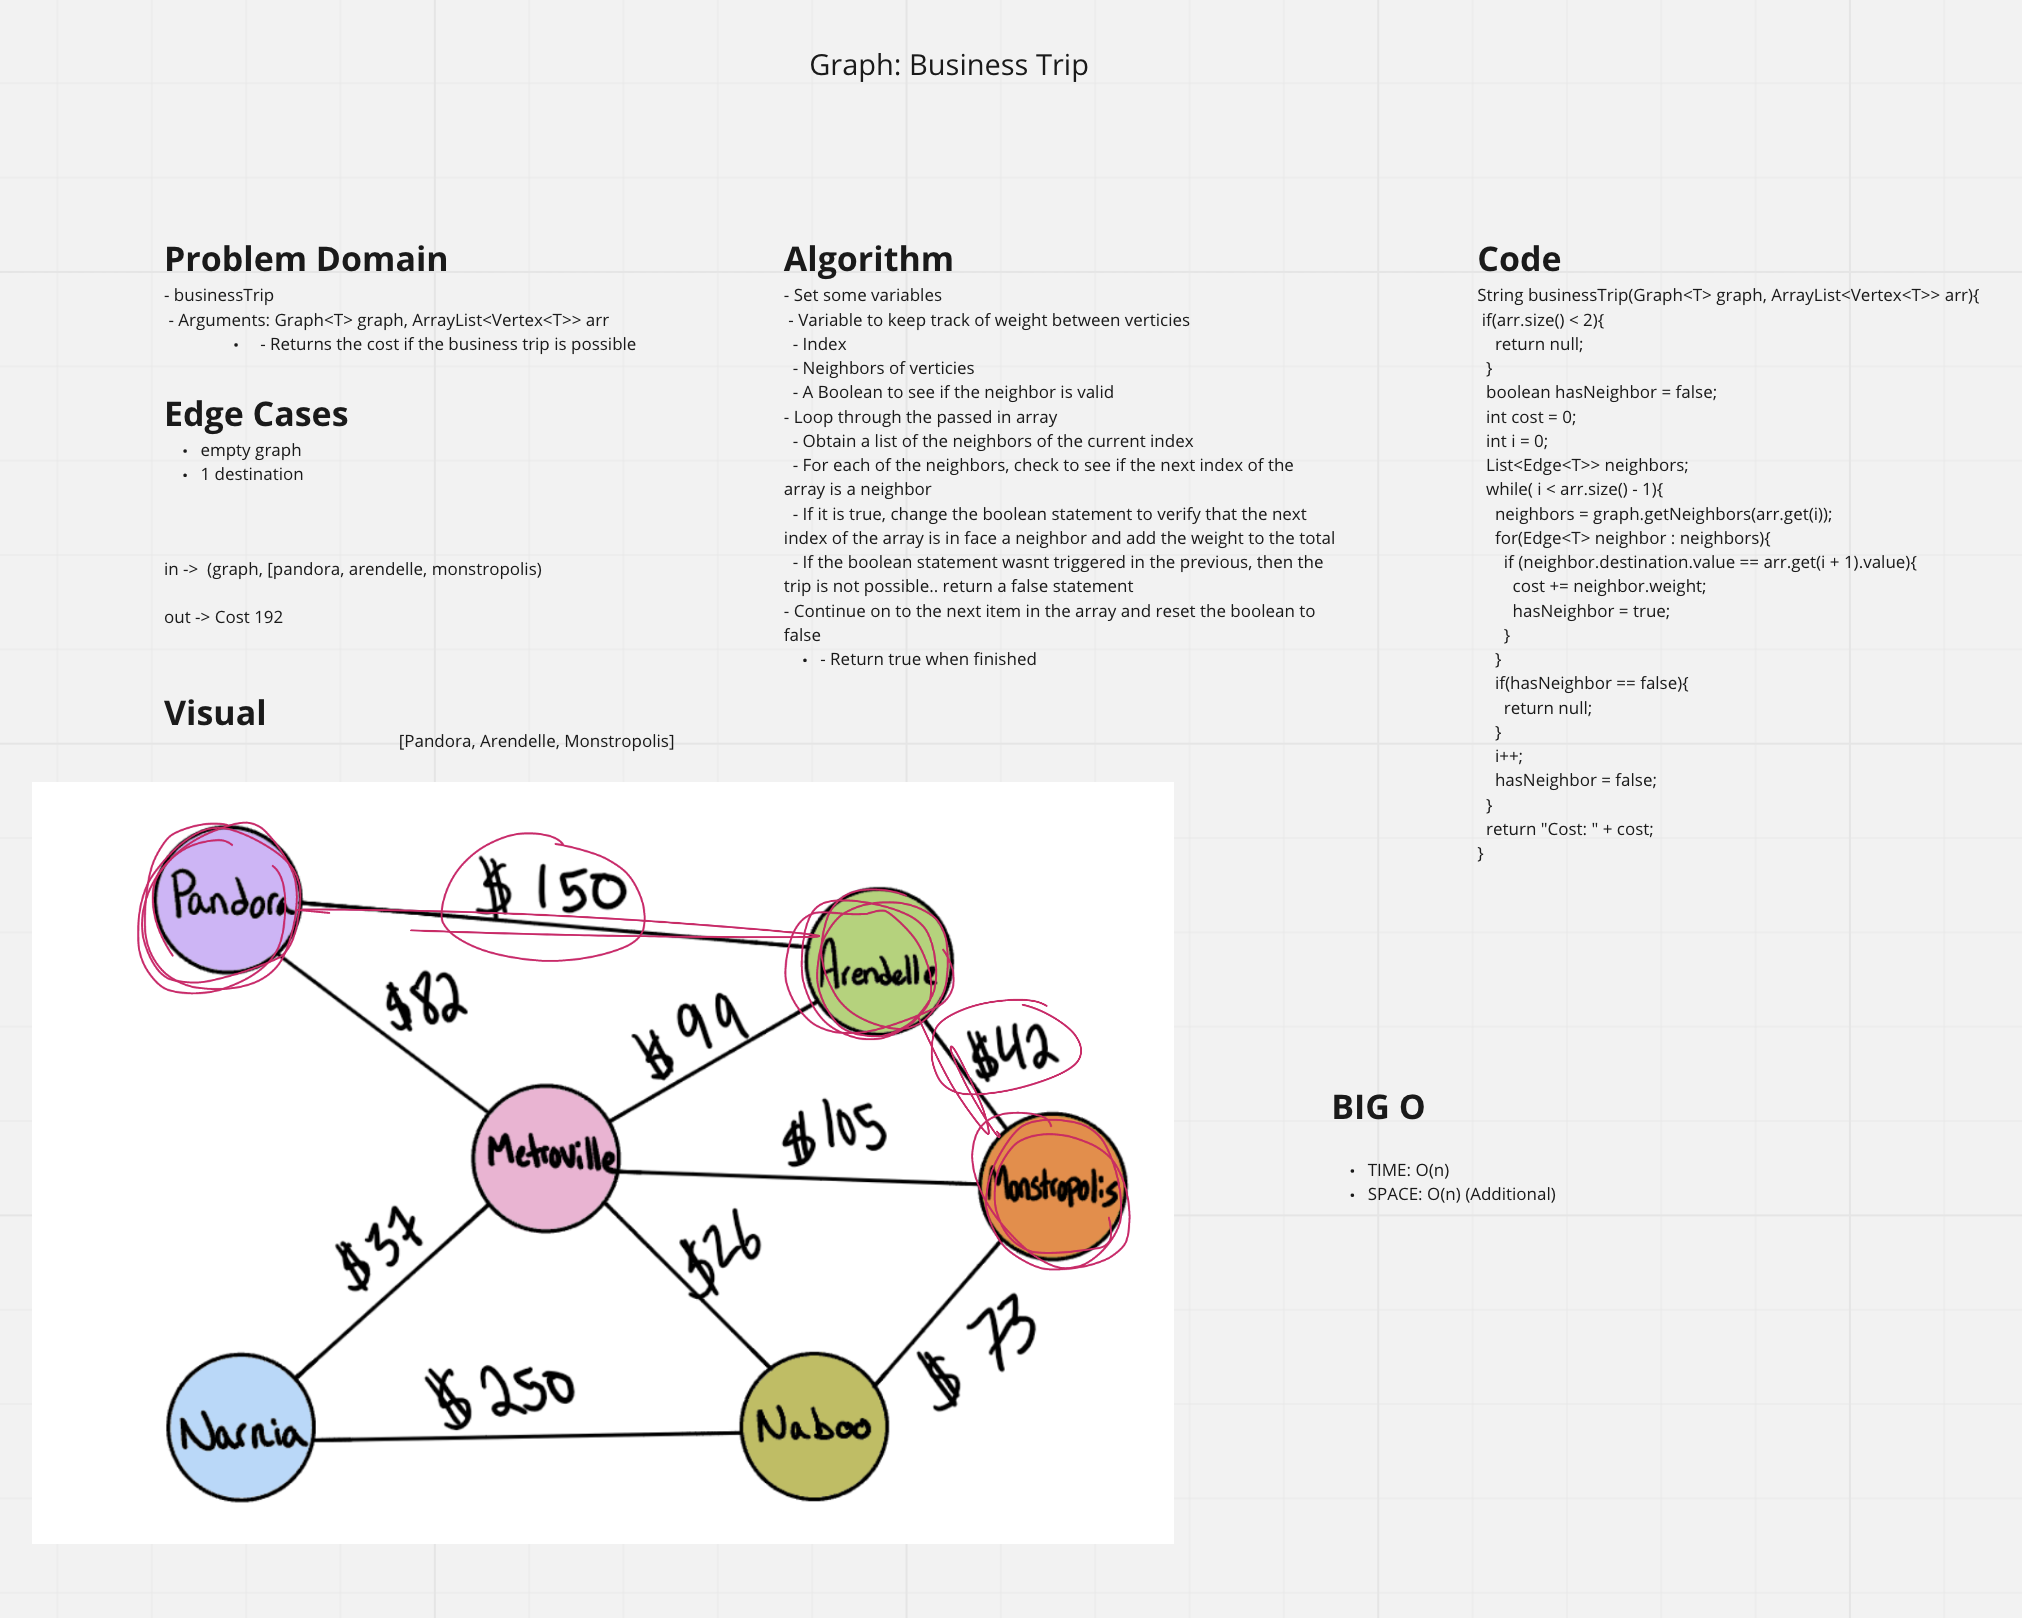 Graph: Business Trip
Problem Domain
- businessTrip
- Arguments: Graph<T> graph, ArrayList<Vertex<T>> arr
• - Returns the cost if the business trip is possible
Edge Cases
• empty graph
• 1 destination
in -> (graph, [pandora, arendelle, monstropolis)
out -> Cost 192
Visual
[Pandora, Arendelle, Monstropolis]
Algorithm
- Set some variables
- Variable to keep track of weight between verticies
- Index
- Neighbors of verticies
- A Boolean to see if the neighbor is valid
- Loop through the passed in array
- Obtain a list of the neighbors of the current index
- For each of the neighbors, check to see if the next index of the
array is a neighbor
- If it is true, change the boolean statement to verify that the next
index of the array is in face a neighbor and add the weight to the total
- If the boolean statement wasnt triggered in the previous, then the
trip is not possible.. return a false statement
- Continue on to the next item in the array and reset the boolean to
false
• - Return true when finished
Code
String businessTrip(Graph<T> graph, ArrayList<Vertex<T>> arr){
if(arr.size() < 2){
return null;
}
boolean hasNeighbor = false;
int cost = 0;
int i = 0;
List<Edge<T>> neighbors;
while( i < arr.size() - 1){
neighbors = graph.getNeighbors(arr.get(i));
for(Edge<T> neighbor : neighbors){
if (neighbor.destination.value == arr.get(i + 1).value){
cost += neighbor.weight;
hasNeighbor = true;
}
}
if(hasNeighbor == false){
return null;
}
i++;
hasNeighbor = false;
}
return "Cost: " + cost;
}
Pandora
$150
Arendelle
$82
$99
$42
Metroville
$105
Monstropolis
$37
$26
$73
Narnia
$250
Naboo
BIG O
• TIME: O(n)
• SPACE: O(n) (Additional)